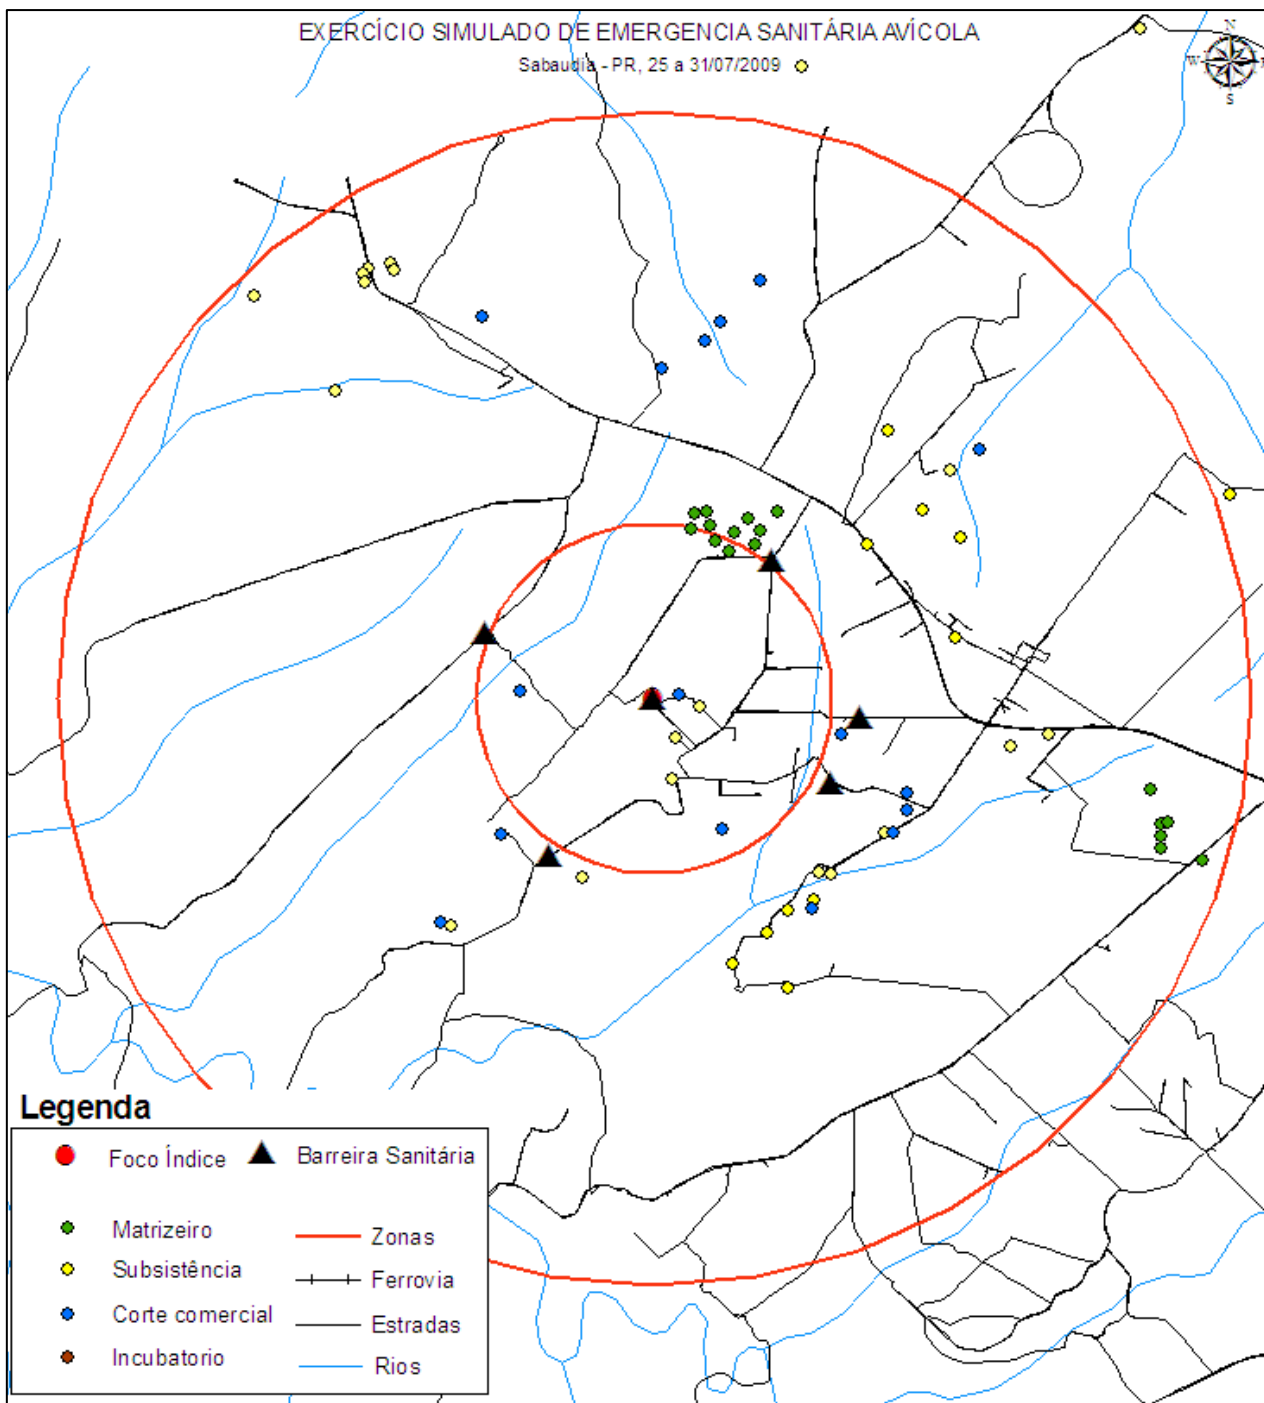 EXERCÍCIO SIMULADO DE EMERGENCIA SANITÁRIA AVÍCOLA
Sabaudia - PR, 25 a 31/07/2009
N
W E
S
Legenda
Foco Índice
Barreira Sanitária
Matrizeiro
Subsistência
Corte comercial
Incubatorio
Zonas
Ferrovia
Estradas
Rios